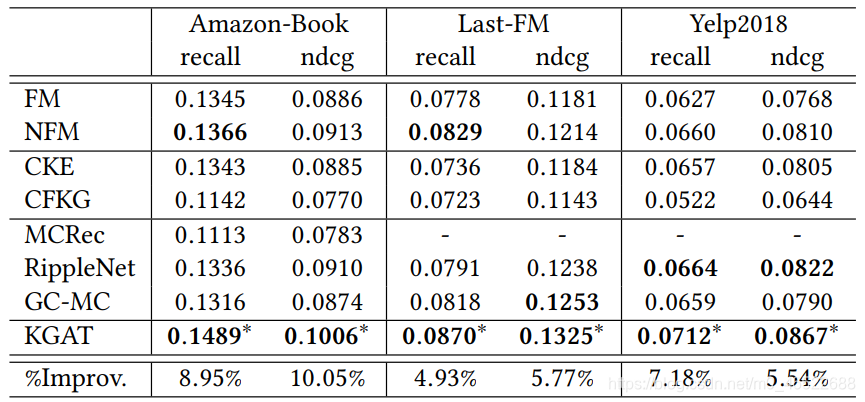 Amazon-Book Last-FM Yelp2018
recall ndcg recall ndcg recall ndcg
FM 0.1345 0.0886 0.0778 0.1181 0.0627 0.0768
NFM 0.1366 0.0913 0.0829 0.1214 0.0660 0.0810
CKE 0.1343 0.0885 0.0736 0.1184 0.0657 0.0805
CFKG 0.1142 0.0770 0.0723 0.1143 0.0522 0.0644
MCRec 0.1113 0.0783 - - - -
RippleNet 0.1336 0.0910 0.0791 0.1238 0.0664 0.0822
GC-MC 0.1316 0.0874 0.0818 0.1253 0.0659 0.0790
KGAT 0.1489* 0.1006* 0.0870* 0.1325* 0.0712* 0.0867*
%Improv. 8.95% 10.05% 4.93% 5.77% 7.18% 5.54%